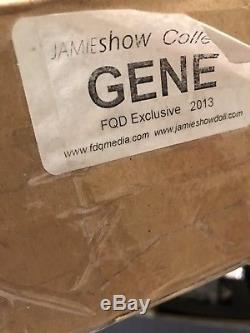 JAMIEshow Colle
GENE
FQD Exclusive 2013
www.fdqmedia.com www.jamieshowdoll.com